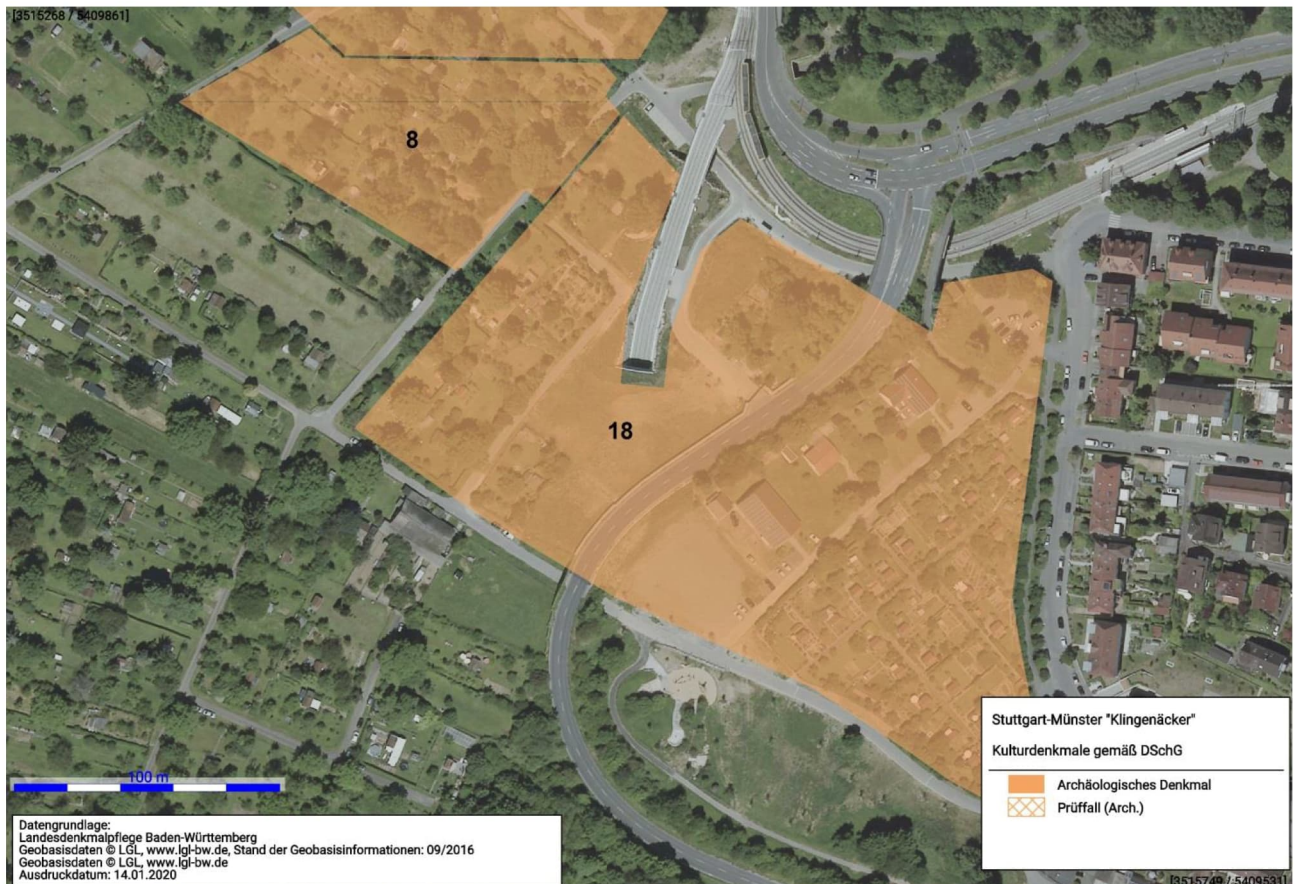 [3515268 / 5409861]
8
18
100 m
Stuttgart-Münster "Klingenäcker"
Kulturdenkmale gemäß DSchG
Archäologisches Denkmal
Prüffall (Arch.)
Datengrundlage:
Landesdenkmalpflege Baden-Württemberg
Geobasisdaten © LGL, www.lgl-bw.de, Stand der Geobasisinformationen: 09/2016
Geobasisdaten © LGL, www.lgl-bw.de
Ausdruckdatum: 14.01.2020
[3515749 / 5409531]